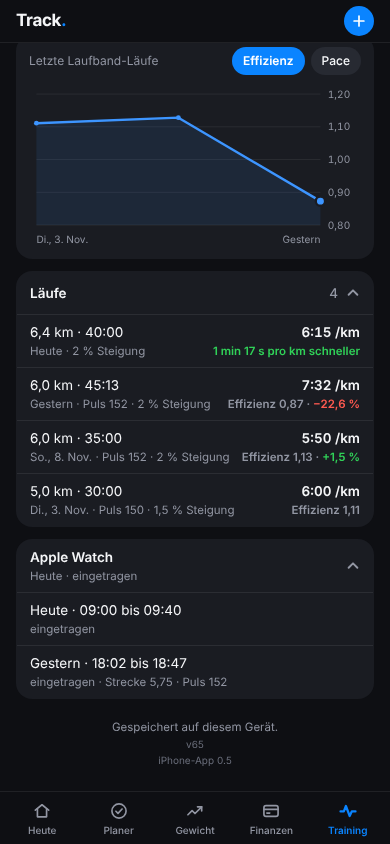 Track.
Letzte Laufband-Läufe
Effizienz
Pace
1,20
1,10
1,00
0,90
0,80
Di., 3. Nov.
Gestern
Läufe
4
6,4 km · 40:00
6:15 /km
Heute · 2 % Steigung
1 min 17 s pro km schneller
6,0 km · 45:13
7:32 /km
Gestern · Puls 152 · 2 % Steigung
Effizienz 0,87 · −22,6 %
6,0 km · 35:00
5:50 /km
So., 8. Nov. · Puls 152 · 2 % Steigung
Effizienz 1,13 · +1,5 %
5,0 km · 30:00
6:00 /km
Di., 3. Nov. · Puls 150 · 1,5 % Steigung
Effizienz 1,11
Apple Watch
Heute · eingetragen
Heute · 09:00 bis 09:40
eingetragen
Gestern · 18:02 bis 18:47
eingetragen · Strecke 5,75 · Puls 152
Gespeichert auf diesem Gerät.
v65
iPhone-App 0.5
Heute
Planer
Gewicht
Finanzen
Training